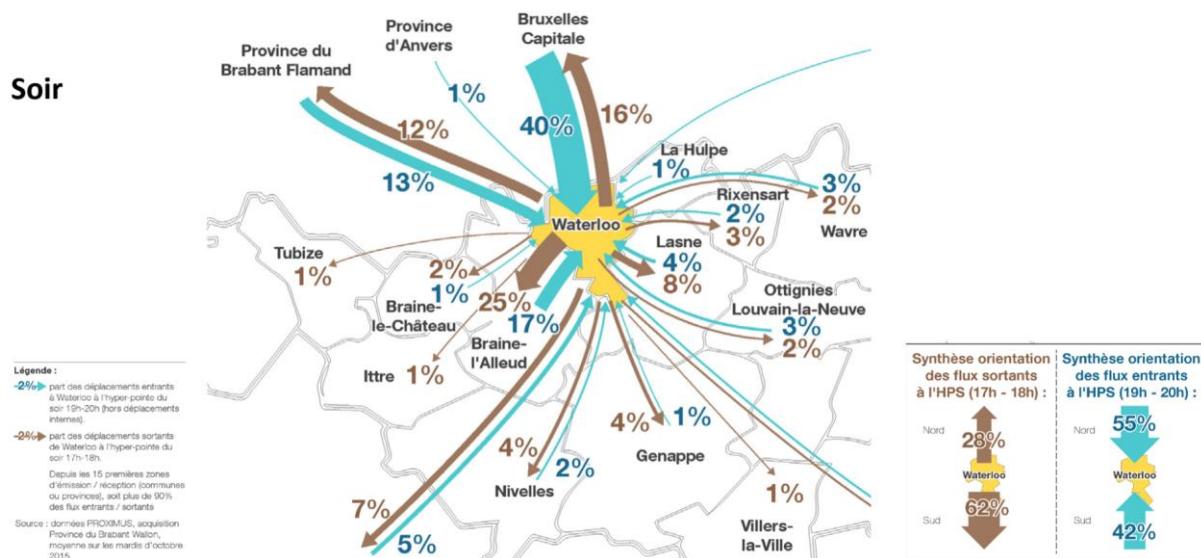 Soir
Province du
Brabant Flamand
Province
d'Anvers
Bruxelles
Capitale
1%
12%
13%
40%
16%
La Hulpe
1%
3%
2%
Wavre
Rixensart
2%
3%
Waterloo
Lasne
4%
8%
Tubize
1%
2%
1%
Braine-
le-Château
25%
17%
Braine-
l'Alleud
Ittre
1%
Ottignies
Louvain-la-Neuve
3%
2%
4%
1%
Genappe
4%
2%
Nivelles
7%
5%
1%
Villers-
la-Ville
Légende :
2% part des déplacements entrants
à Waterloo à l'hyper-pointe du
soir 19h-20h (hors déplacements
internes).
2% part des déplacements sortants
de Waterloo à l'hyper-pointe du
soir 17h-18h.
Depuis les 15 premières zones
d'émission / réception (communes
ou provinces), soit plus de 90%
des flux entrants / sortants
Source : données PROXIMUS, acquisition
Province du Brabant Wallon,
moyenne sur les mardis d'octobre
2015.
Synthèse orientation
des flux sortants
à l'HPS (17h - 18h) :
Nord
28%
Waterloo
62%
Sud
Synthèse orientation
des flux entrants
à l'HPS (19h - 20h) :
Nord
55%
Waterloo
Sud
42%